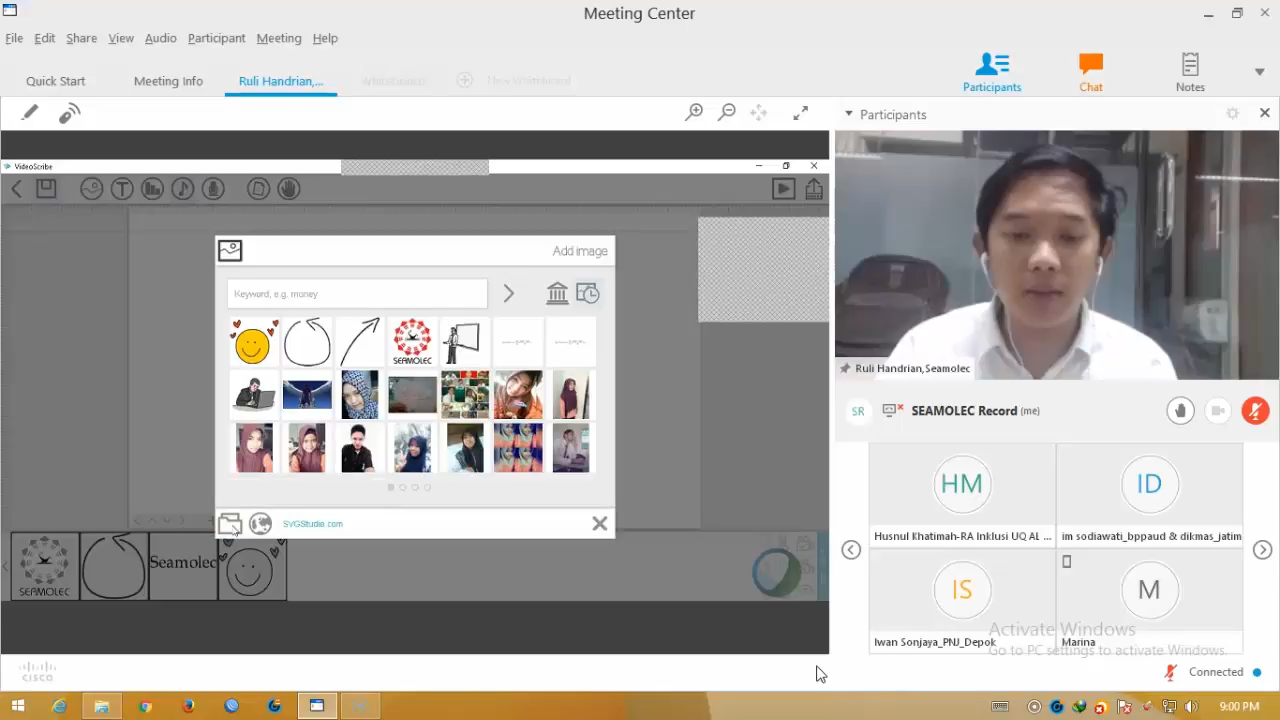 Meeting Center
File Edit Share View Audio Participant Meeting Help
Quick Start Meeting Info Ruli Handrian,... Whiteboard New Whiteboard
Participants Chat Notes
Participants
VideoScribe
Add image
Keyword, e.g. money
SEAMOLEC
SVGStudio.com
SEAMOLEC
Seamolec
Ruli Handrian,Seamolec
SR SEAMOLEC Record (me)
HM ID
Husnul Khatimah-RA Inklusi UQ AL ... im sodiawati_bppaud & dikmas_jatim
IS M
Iwan Sonjaya_PNJ_Depok Marina
Activate Windows
Go to PC settings to activate Windows.
cisco
Connected
9:00 PM